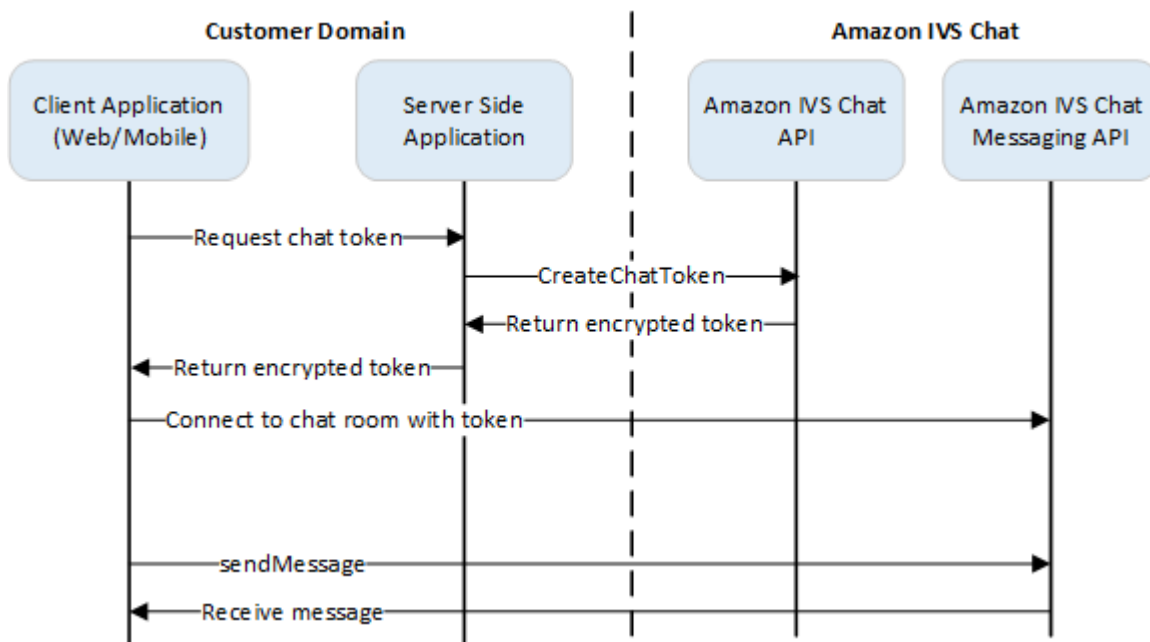 Customer Domain
Amazon IVS Chat
Client Application
(Web/Mobile)
Server Side
Application
Amazon IVS Chat
API
Amazon IVS Chat
Messaging API
Request chat token
CreateChatToken
Return encrypted token
Return encrypted token
Connect to chat room with token
sendMessage
Receive message